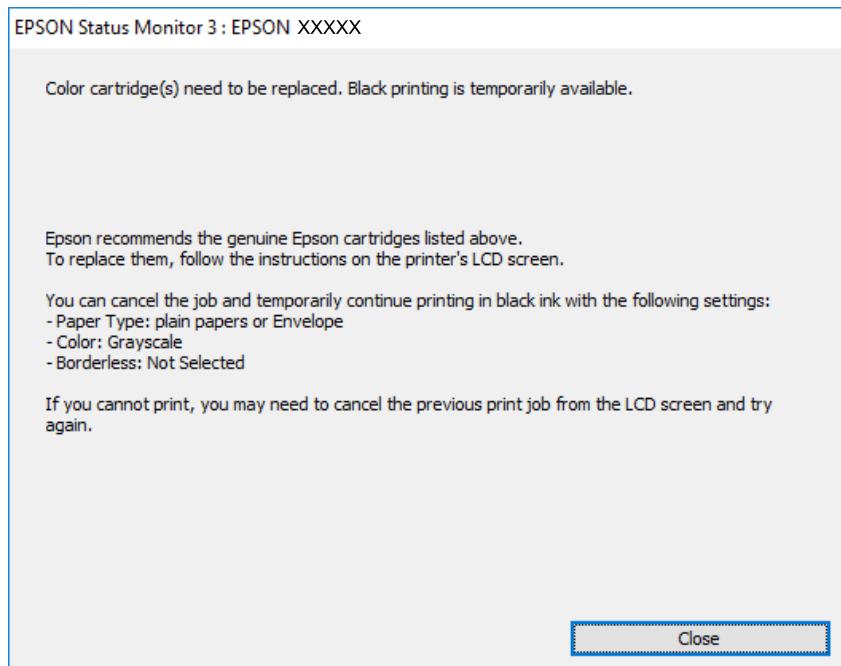 EPSON Status Monitor 3 : EPSON XXXXX
Color cartridge(s) need to be replaced. Black printing is temporarily available.
Epson recommends the genuine Epson cartridges listed above.
To replace them, follow the instructions on the printer's LCD screen.
You can cancel the job and temporarily continue printing in black ink with the following settings:
- Paper Type: plain papers or Envelope
- Color: Grayscale
- Borderless: Not Selected
If you cannot print, you may need to cancel the previous print job from the LCD screen and try
again.
Close